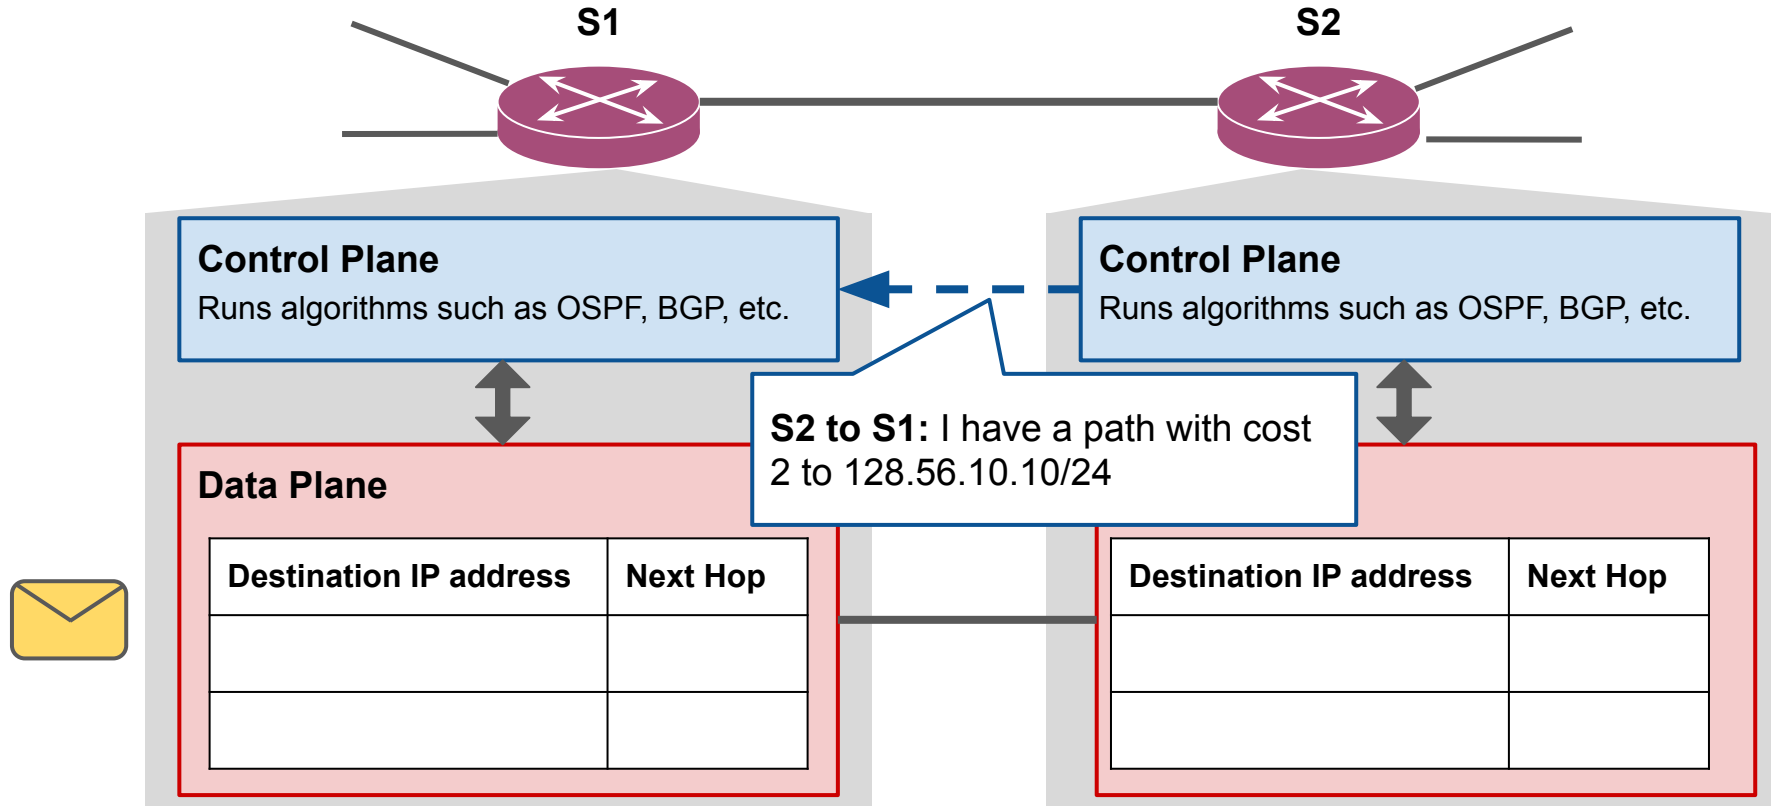 S1
S2
Control Plane
Runs algorithms such as OSPF, BGP, etc.
Control Plane
Runs algorithms such as OSPF, BGP, etc.
S2 to S1: I have a path with cost
2 to 128.56.10.10/24
Data Plane
Destination IP address Next Hop
Destination IP address Next Hop